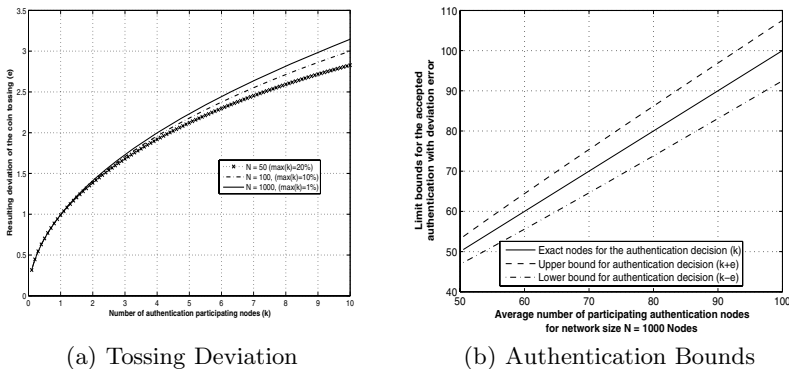 3.5
3
2.5
2
1.5
1
0.5
0
0 1 2 3 4 5 6 7 8 9 10
Resulting deviation of the coin tossing (e)
Number of authentication participating nodes (k)
N = 50 (max(k)=20%)
N = 100, (max(k)=10%)
N = 1000, (max(k)=1%)
(a) Tossing Deviation
110
100
90
80
70
60
50
40
50 60 70 80 90 100
Limit bounds for the accepted
authentication with deviation error
Exact nodes for the authentication decision (k)
Upper bound for authentication decision (k+e)
Lower bound for authentication decision (k−e)
Average number of participating authentication nodes
for network size N = 1000 Nodes
(b) Authentication Bounds